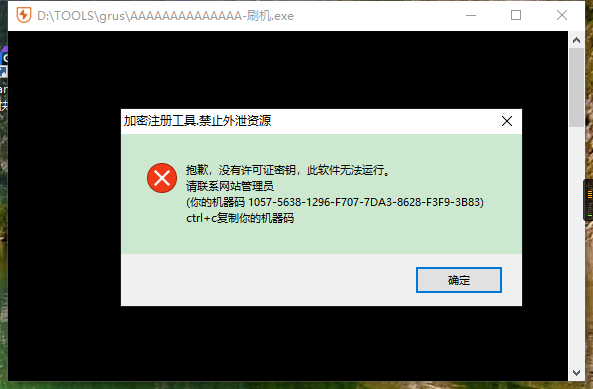 D:\TOOLS\grus\AAAAAAAAAAAAAA-刷机.exe
加密注册工具.禁止外泄资源
抱歉，没有许可证密钥，此软件无法运行。
请联系网站管理员
(你的机器码 1057-5638-1296-F707-7DA3-8628-F3F9-3B83)
ctrl+c复制你的机器码
确定